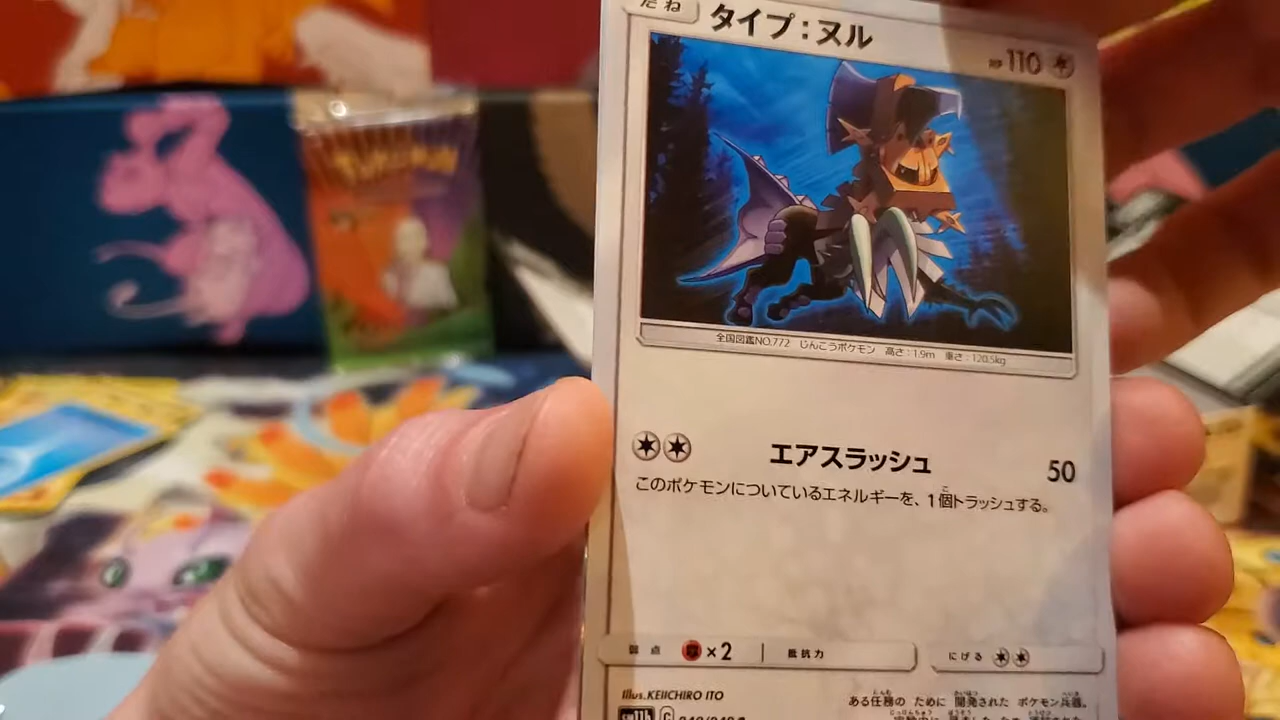 たね
タイプ：ヌル
HP 110
全国図鑑NO.772 じんこうポケモン 高さ：1.9m 重さ：120.5kg
エアスラッシュ 50
このポケモンについているエネルギーを、1個トラッシュする。
弱点 ×2 抵抗力 にげる
Illus. KEIICHIRO ITO
ある任務の ために 開発された ポケモン兵器。
sm11b C